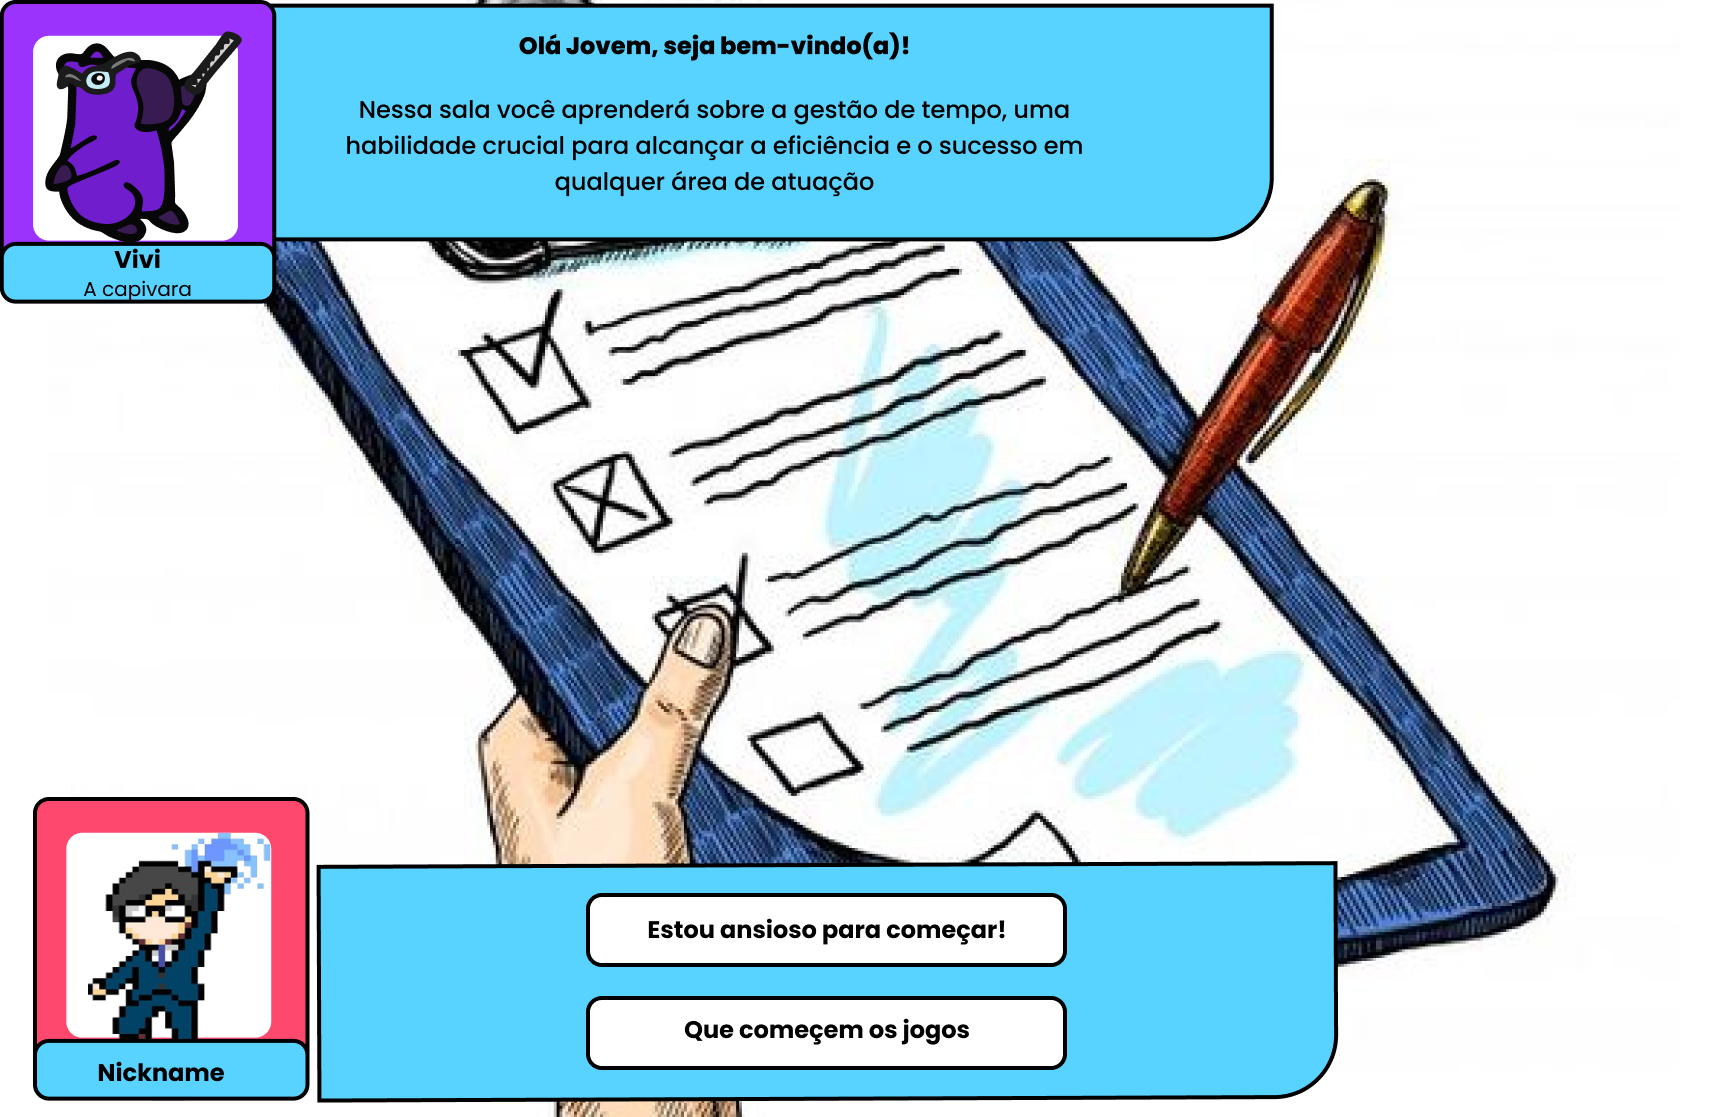 Olá Jovem, seja bem-vindo(a)!
Nessa sala você aprenderá sobre a gestão de tempo, uma
habilidade crucial para alcançar a eficiência e o sucesso em
qualquer área de atuação
Vivi
A capivara
Estou ansioso para começar!
Que começem os jogos
Nickname